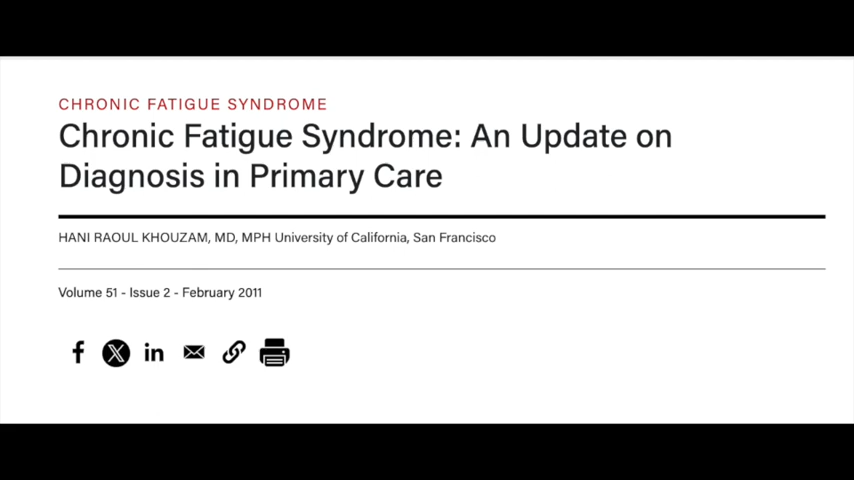 CHRONIC FATIGUE SYNDROME
Chronic Fatigue Syndrome: An Update on
Diagnosis in Primary Care
HANI RAOUL KHOUZAM, MD, MPH University of California, San Francisco
Volume 51 - Issue 2 - February 2011